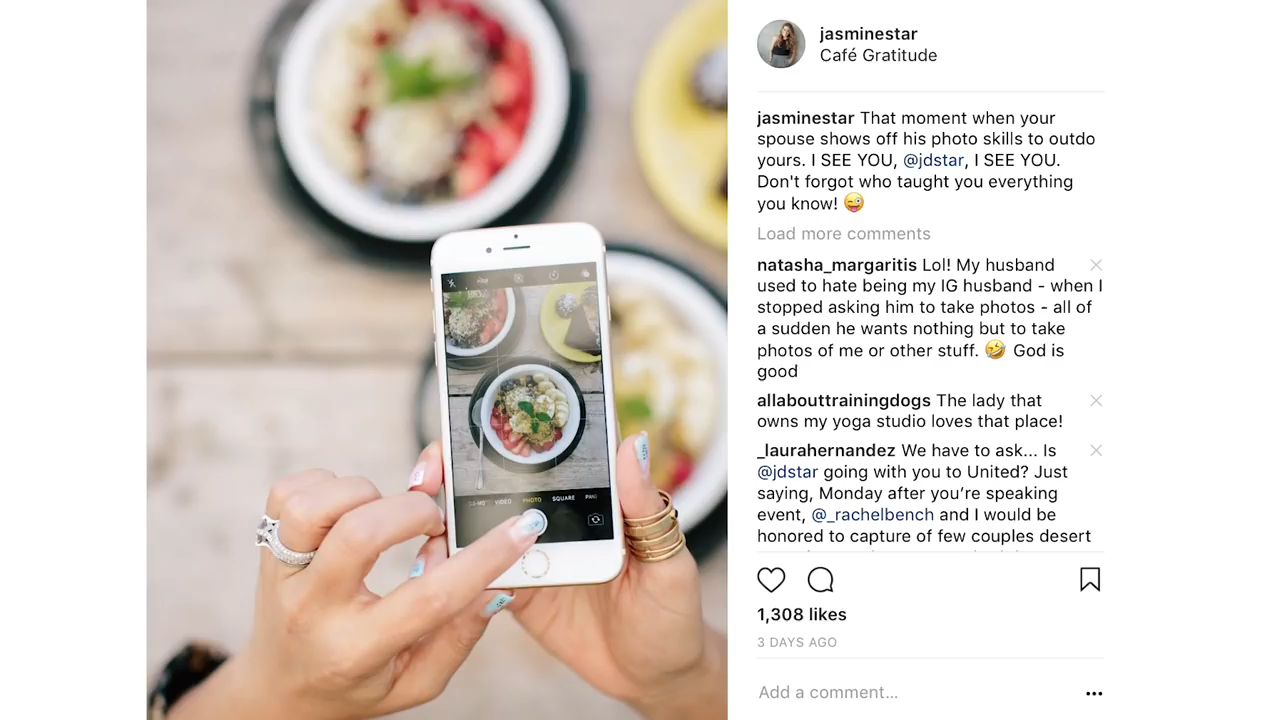 jasminestar
Café Gratitude
jasminestar That moment when your
spouse shows off his photo skills to outdo
yours. I SEE YOU, @jdstar, I SEE YOU.
Don't forgot who taught you everything
you know! 😜
Load more comments
natasha_margaritis Lol! My husband
used to hate being my IG husband - when I
stopped asking him to take photos - all of
a sudden he wants nothing but to take
photos of me or other stuff. 🤣 God is
good
allabouttrainingdogs The lady that
owns my yoga studio loves that place!
_laurahernandez We have to ask... Is
@jdstar going with you to United? Just
saying, Monday after you're speaking
event, @_rachelbench and I would be
honored to capture of few couples desert
1,308 likes
3 DAYS AGO
Add a comment...
VIDEO PHOTO SQUARE